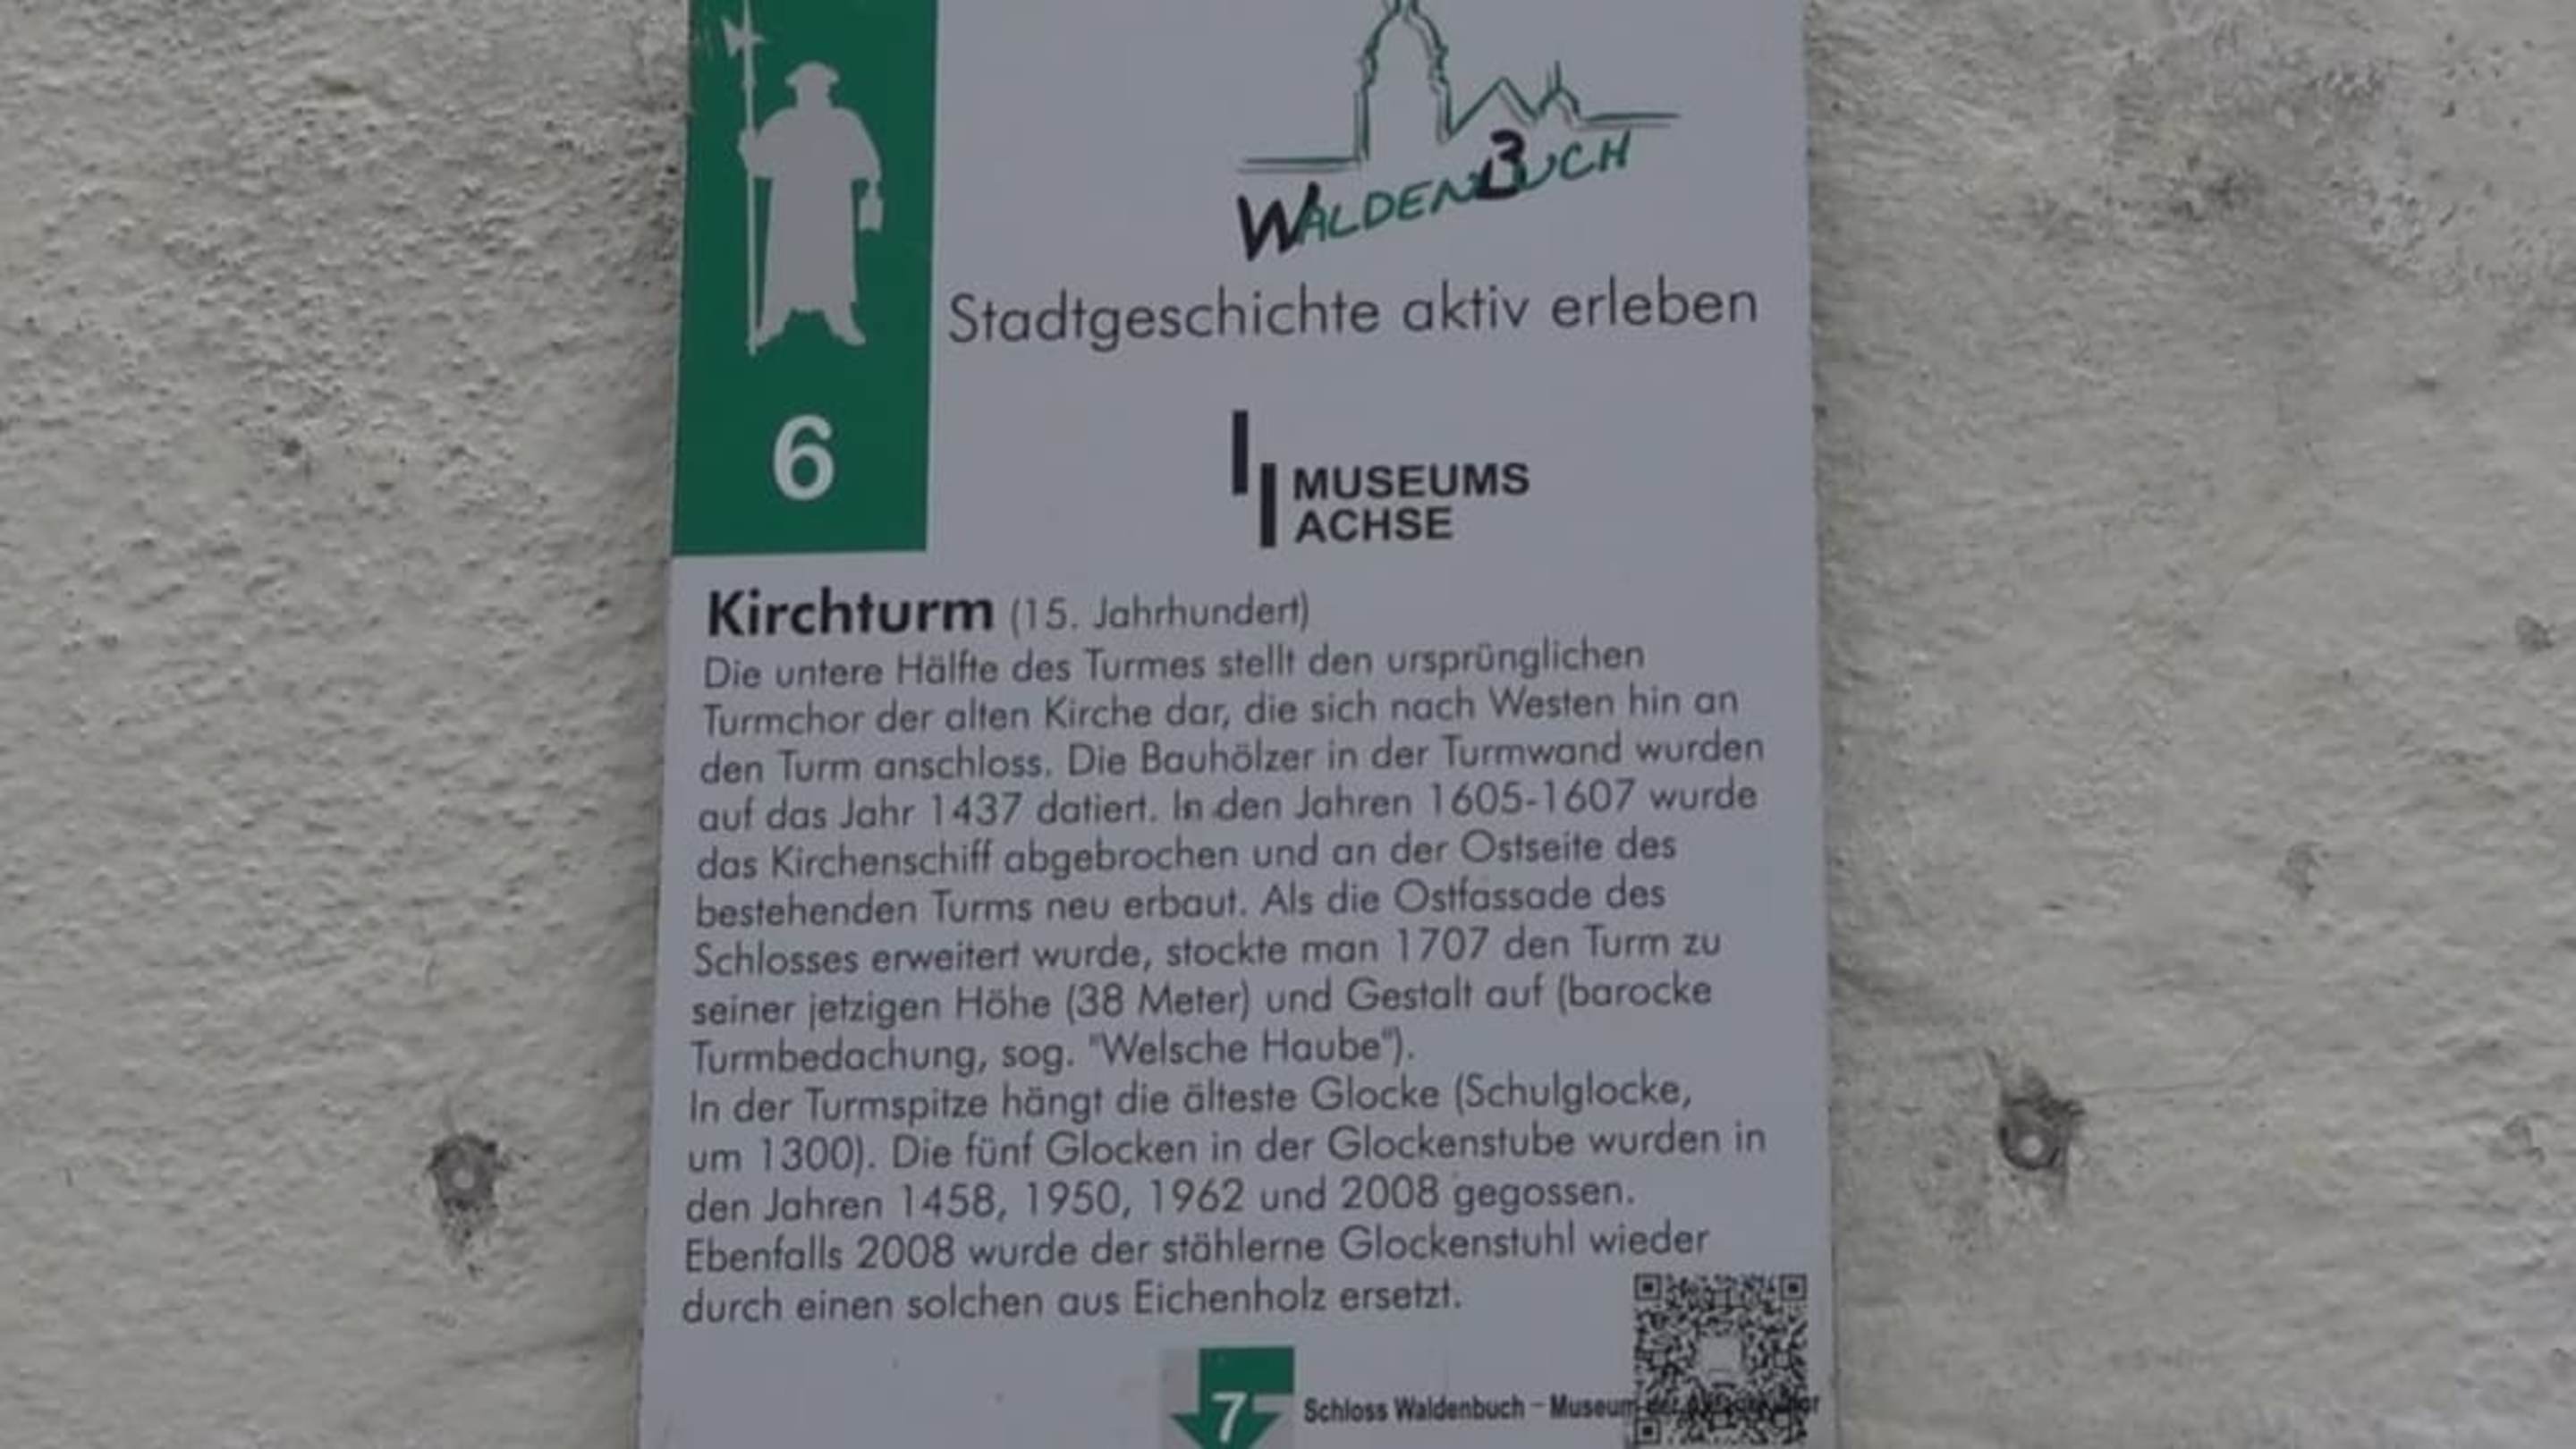 WALDENBUCH
Stadtgeschichte aktiv erleben
6
MUSEUMS
ACHSE
Kirchturm (15. Jahrhundert)
Die untere Hälfte des Turmes stellt den ursprünglichen
Turmchor der alten Kirche dar, die sich nach Westen hin an
den Turm anschloss. Die Bauhölzer in der Turmwand wurden
auf das Jahr 1437 datiert. In den Jahren 1605-1607 wurde
das Kirchenschiff abgebrochen und an der Ostseite des
bestehenden Turms neu erbaut. Als die Ostfassade des
Schlosses erweitert wurde, stockte man 1707 den Turm zu
seiner jetzigen Höhe (38 Meter) und Gestalt auf (barocke
Turmbedachung, sog. "Welsche Haube").
In der Turmspitze hängt die älteste Glocke (Schulglocke,
um 1300). Die fünf Glocken in der Glockenstube wurden in
den Jahren 1458, 1950, 1962 und 2008 gegossen.
Ebenfalls 2008 wurde der stählerne Glockenstuhl wieder
durch einen solchen aus Eichenholz ersetzt.
7 Schloss Waldenbuch - Museum